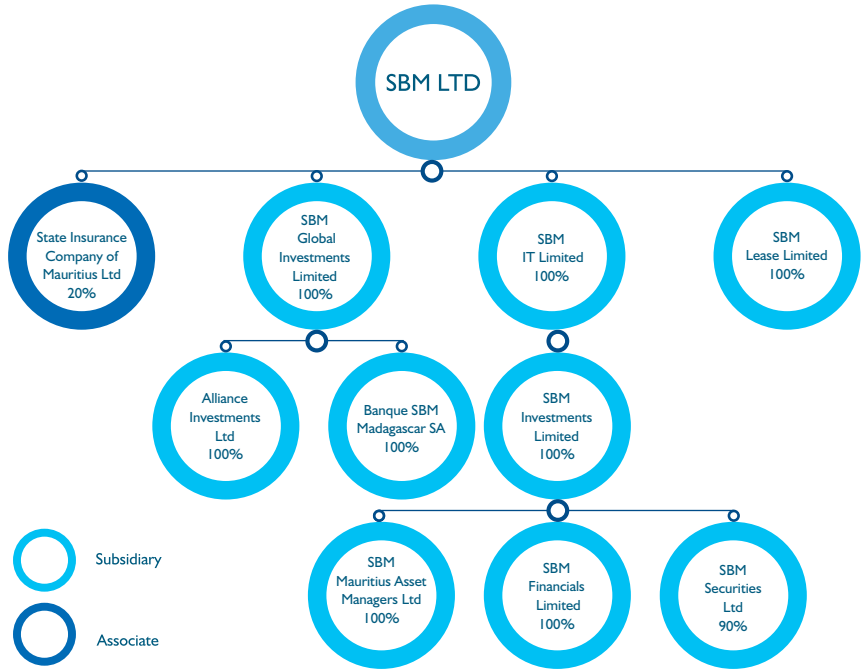 SBM LTD
State Insurance
Company of
Mauritius Ltd
20%
SBM
Global
Investments
Limited
100%
SBM
IT Limited
100%
SBM
Lease Limited
100%
Alliance
Investments
Ltd
100%
Banque SBM
Madagascar SA
100%
SBM
Investments
Limited
100%
SBM
Mauritius Asset
Managers Ltd
100%
SBM
Financials
Limited
100%
SBM
Securities
Ltd
90%
Subsidiary
Associate